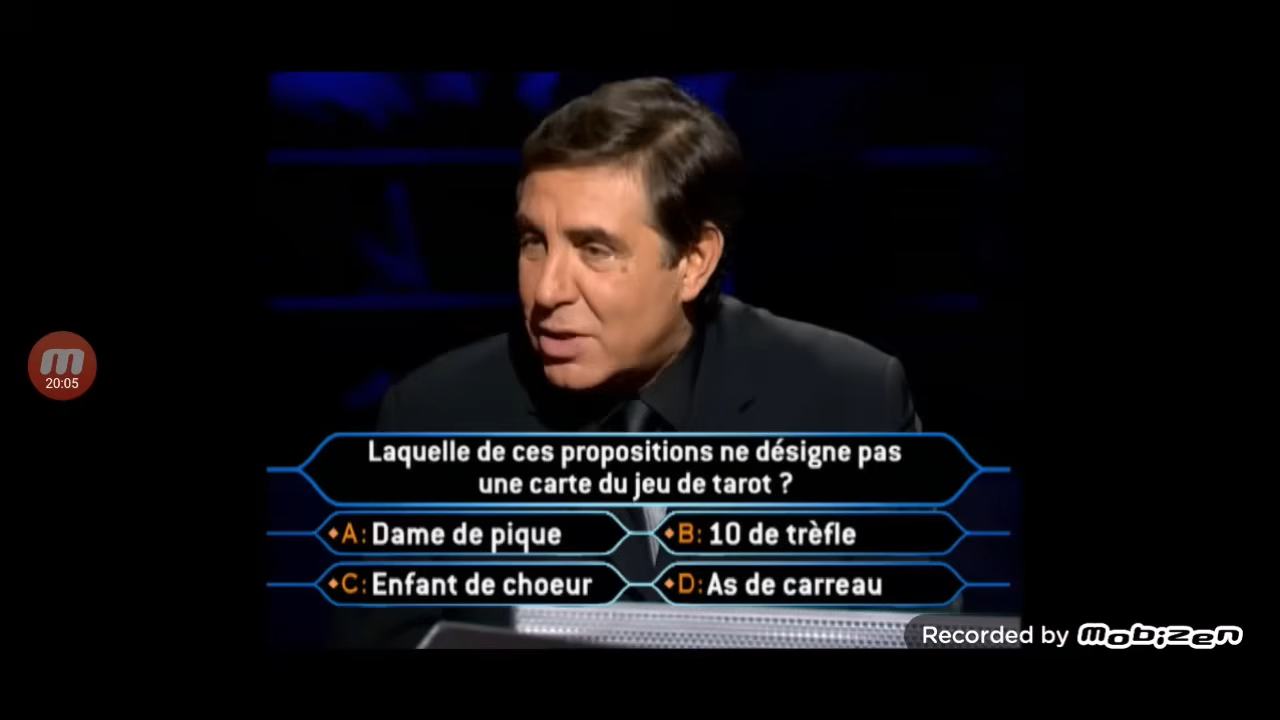 20:05
Laquelle de ces propositions ne désigne pas
une carte du jeu de tarot ?
A: Dame de pique
B: 10 de trèfle
C: Enfant de choeur
D: As de carreau
Recorded by mobizen